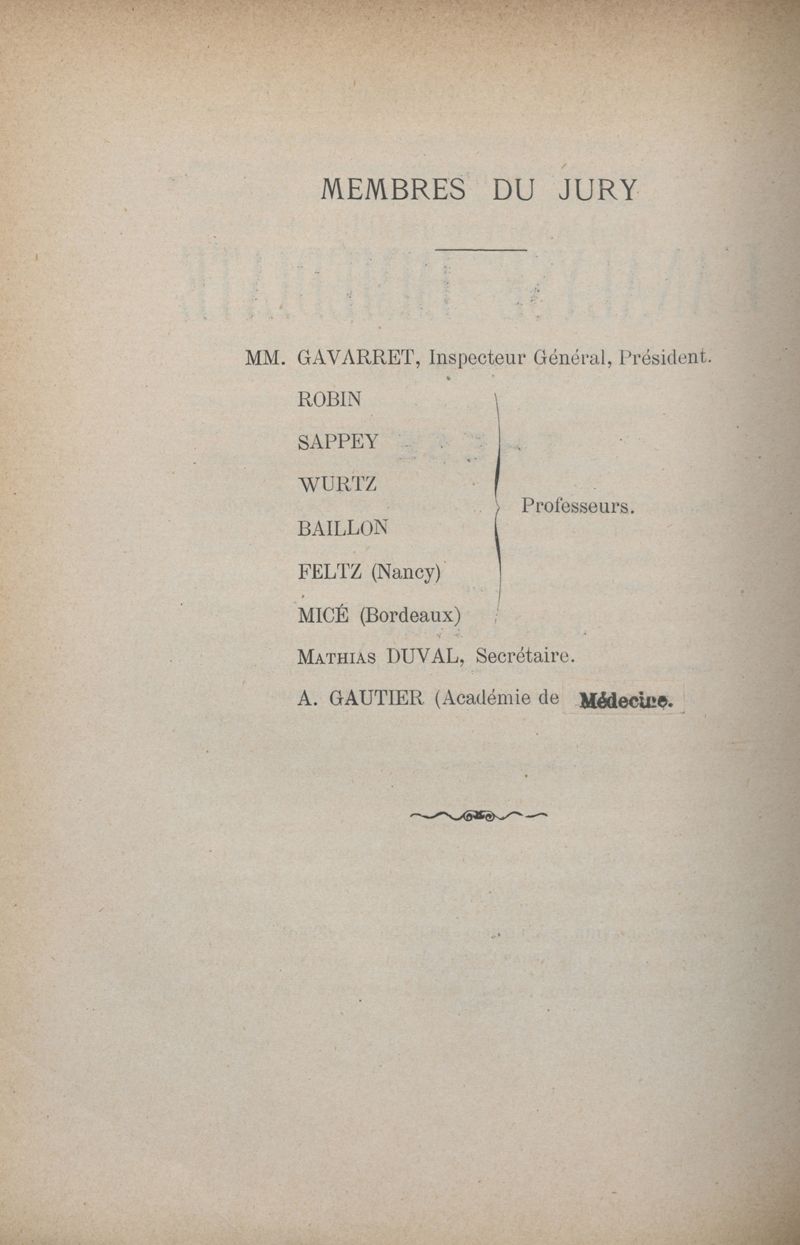 MEMBRES DU JURY
MM. GAVARRET, Inspecteur Général, Président.
ROBIN
SAPPEY
WURTZ
Professeurs.
BAILLON
FELTZ (Nancy)
MICÉ (Bordeaux)
MATHIAS DUVAL, Secrétaire.
A. GAUTIER (Académie de Médecine.